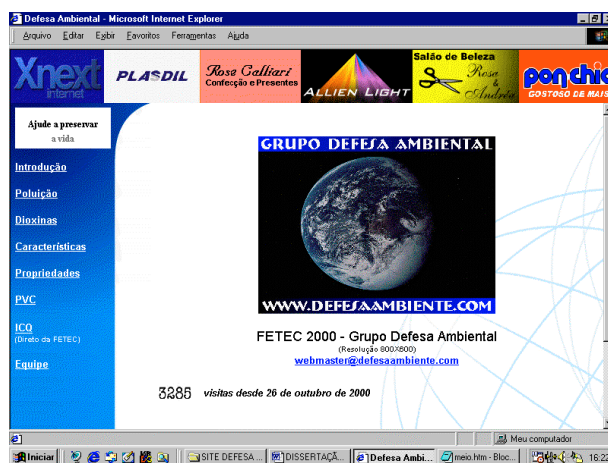 Defesa Ambiental - Microsoft Internet Explorer
Arquivo Editar Exibir Favoritos Ferramentas Ajuda
Xnext
internet
PLASDIL
Rose Galliari
Confecção e Presentes
ALLIEN LIGHT
Salão de Beleza
Rose
&
Andréa
ponchic
GOSTOSO DE MAIS
Ajude a preservar
a vida
Introdução
Poluição
Dioxinas
Características
Propriedades
PVC
ICQ
(Direto da FETEC)
Equipe
GRUPO DEFESA AMBIENTAL
WWW.DEFESAAMBIENTE.COM
FETEC 2000 - Grupo Defesa Ambiental
(Resolução 800X600)
webmaster@defesaambiente.com
3285 visitas desde 26 de outubro de 2000
Meu computador
Iniciar
SITE DEFESA ...
DISSERTAÇÃ...
Defesa Ambi...
meio.htm - Bloc...
16:22